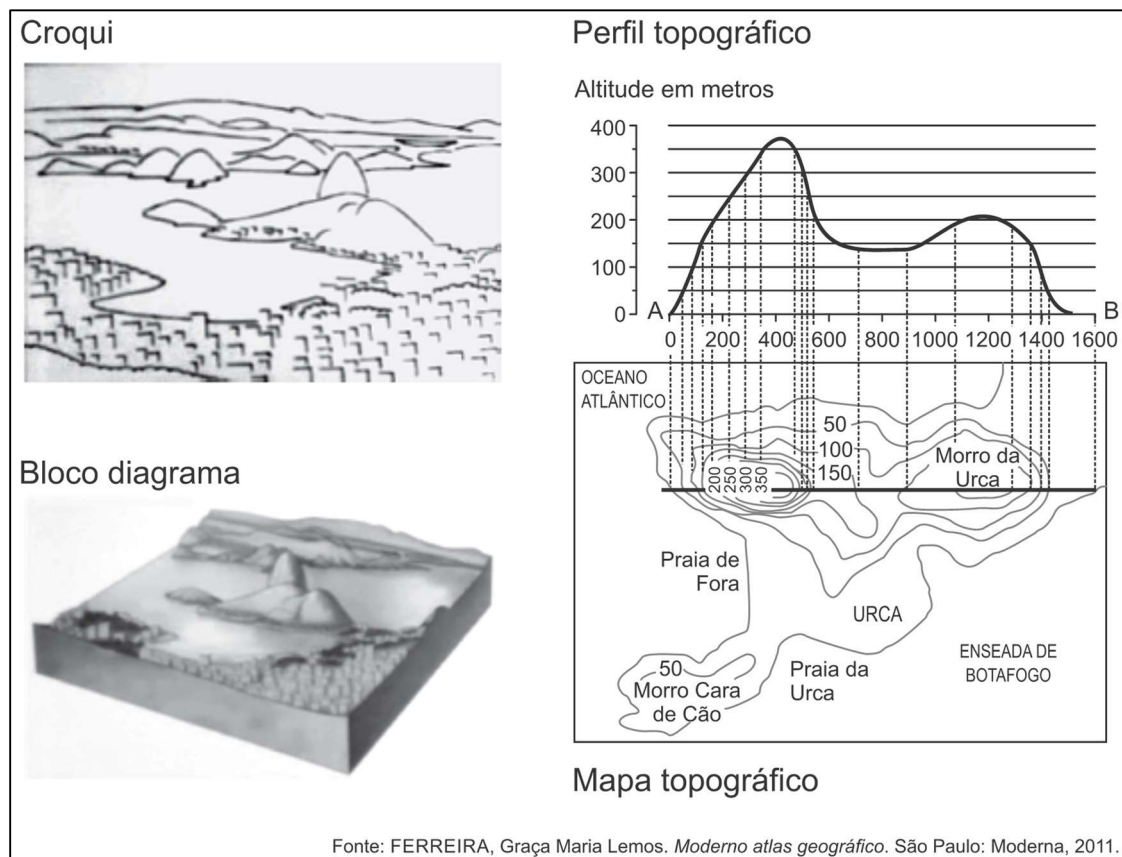 Croqui
Perfil topográfico
Altitude em metros
400
300
200
100
0
A
B
0 200 400 600 800 1000 1200 1400 1600
OCEANO
ATLÂNTICO
50
100
150
200
250
300
350
Morro da
Urca
Praia de
Fora
URCA
ENSEADA DE
BOTAFOGO
50
Morro Cara
de Cão
Praia da
Urca
Bloco diagrama
Mapa topográfico
Fonte: FERREIRA, Graça Maria Lemos. Moderno atlas geográfico. São Paulo: Moderna, 2011.